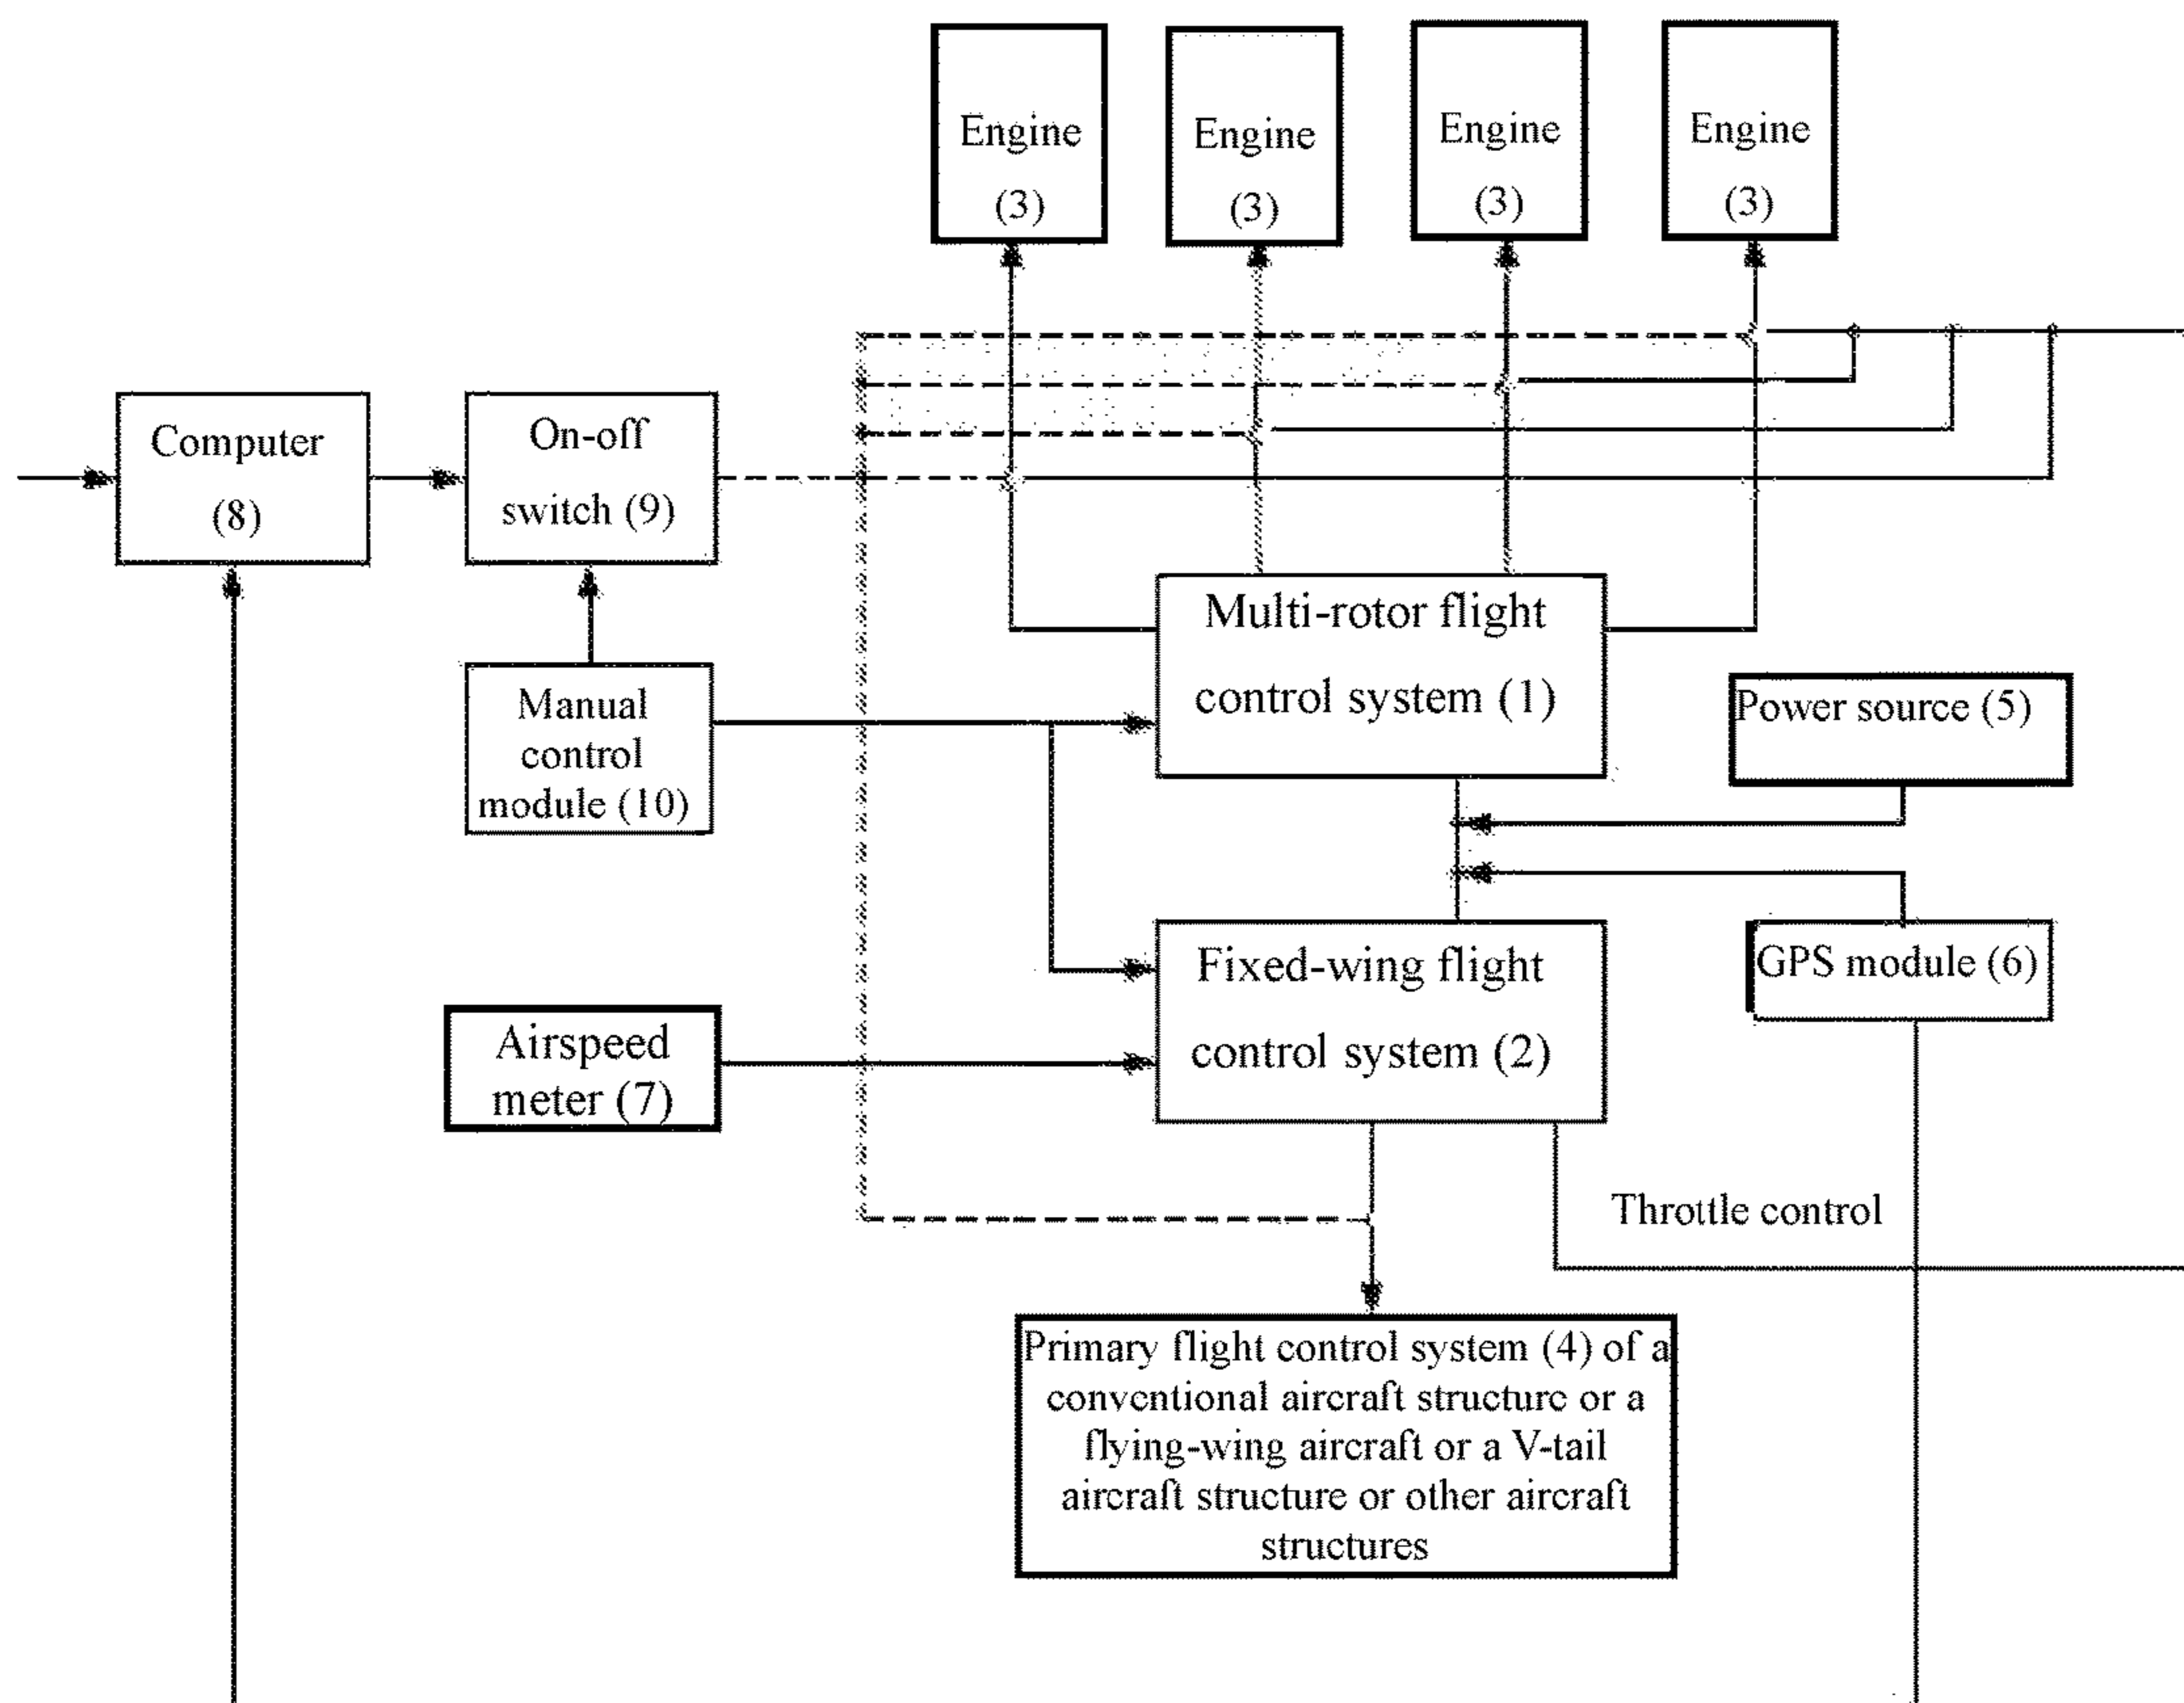 Engine
(3)
Engine
(3)
Engine
(3)
Engine
(3)
Computer
(8)
On-off
switch (9)
Multi-rotor flight
control system (1)
Manual
control
module (10)
Power source (5)
Fixed-wing flight
control system (2)
GPS module (6)
Airspeed
meter (7)
Throttle control
Primary flight control system (4) of a
conventional aircraft structure or a
flying-wing aircraft or a V-tail
aircraft structure or other aircraft
structures